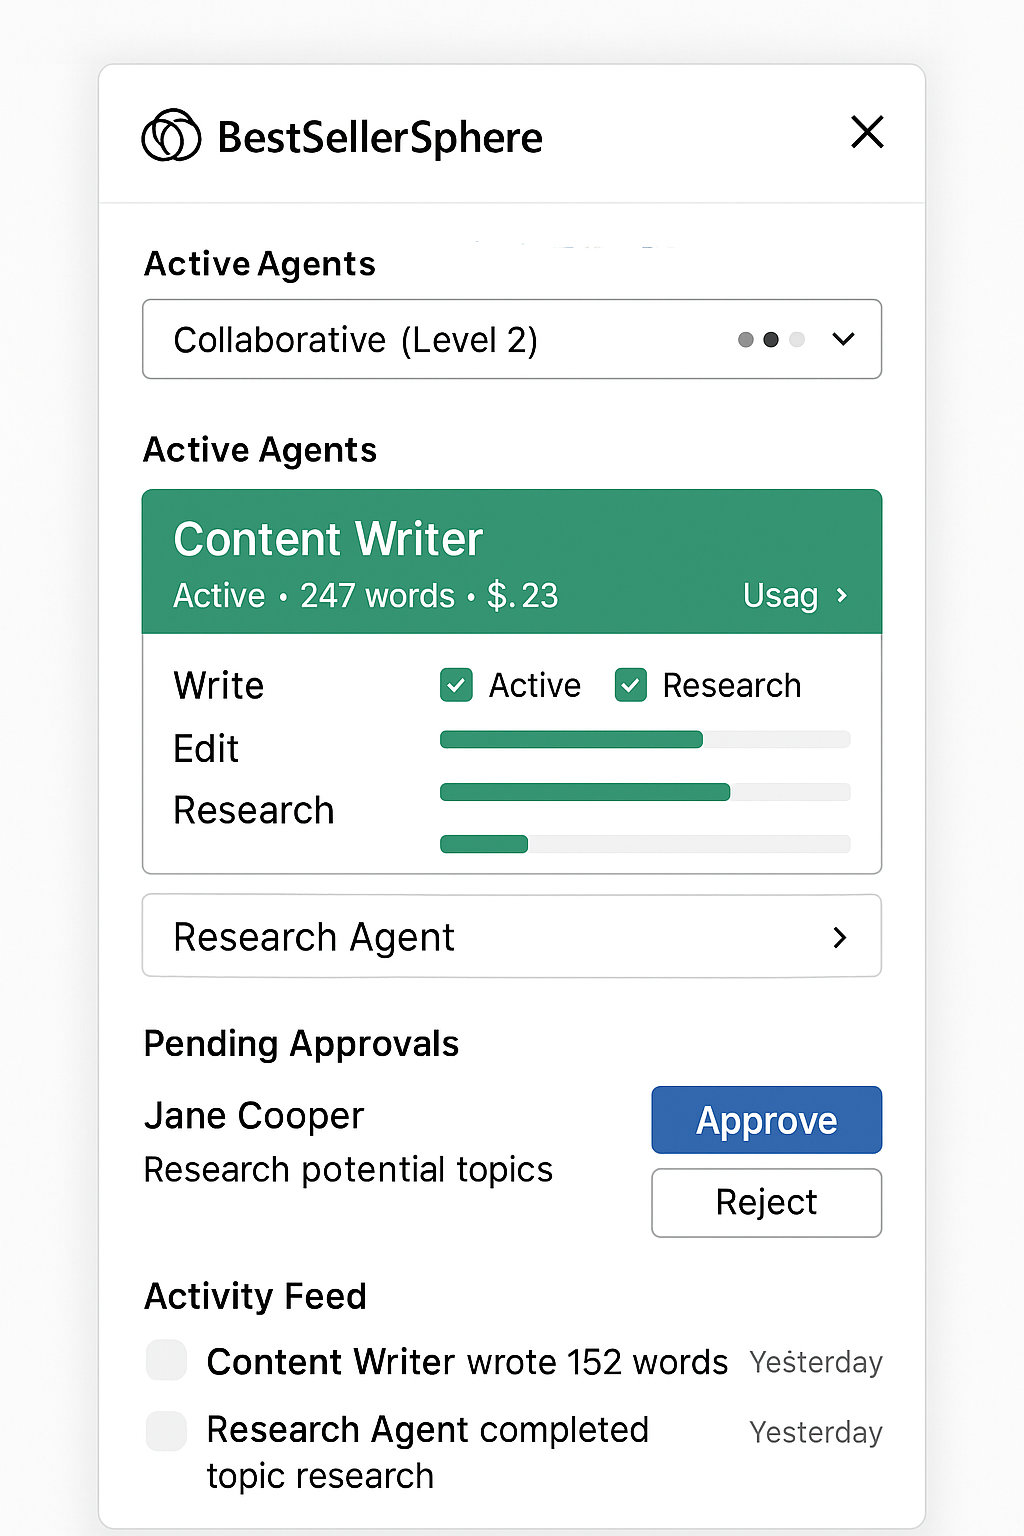 BestSellerSphere
Active Agents
Collaborative (Level 2)
Active Agents
Content Writer
Active • 247 words • $.23
Usag
Write
Active
Research
Edit
Research
Research Agent
Pending Approvals
Jane Cooper
Approve
Research potential topics
Reject
Activity Feed
Content Writer wrote 152 words
Yesterday
Research Agent completed
Yesterday
topic research